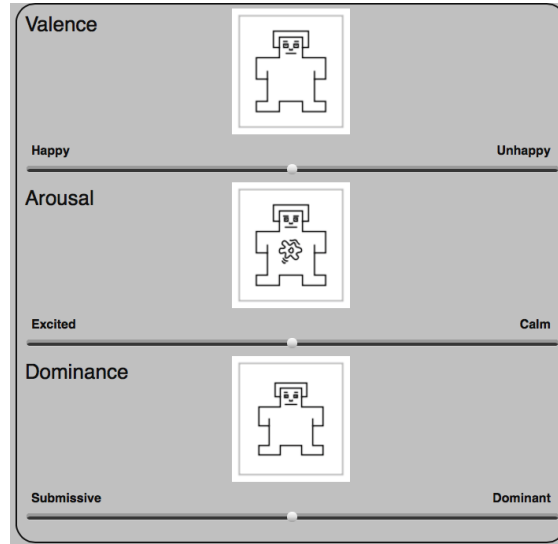 Valence
Happy Unhappy
Arousal
Excited Calm
Dominance
Submissive Dominant